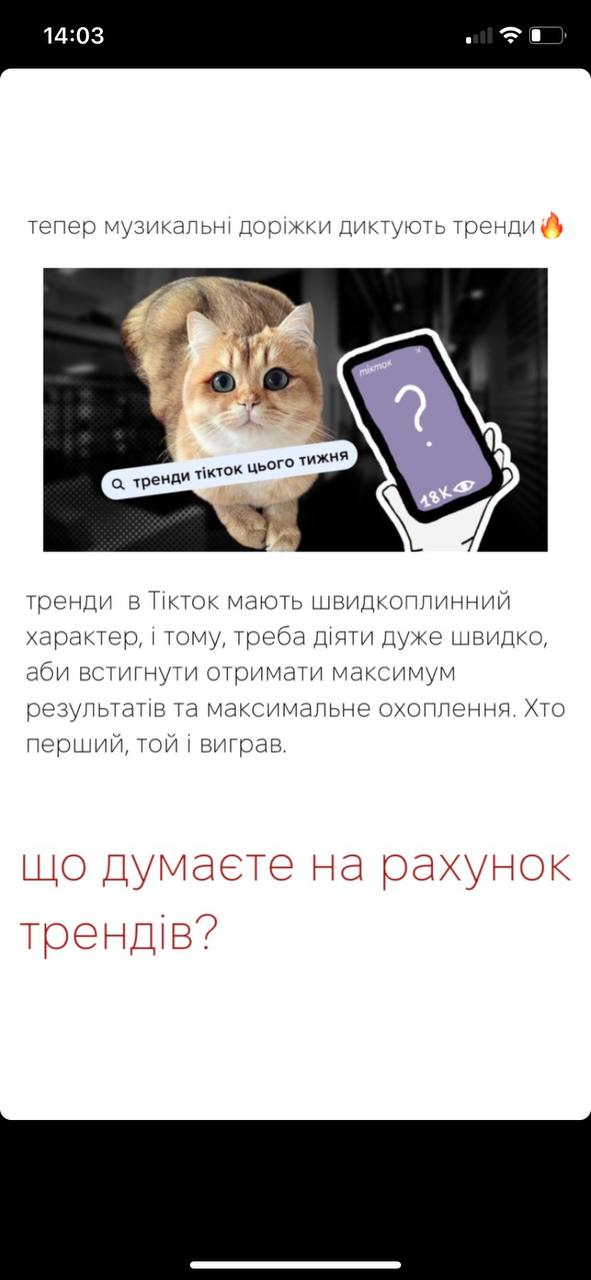 14:03
тепер музикальні доріжки диктують тренди🔥
тікток
?
тренди тікток цього тижня
18K
тренди  в Тікток мають швидкоплинний
характер, і тому, треба діяти дуже швидко,
аби встигнути отримати максимум
результатів та максимальне охоплення. Хто
перший, той і виграв.
що думаєте на рахунок
трендів?